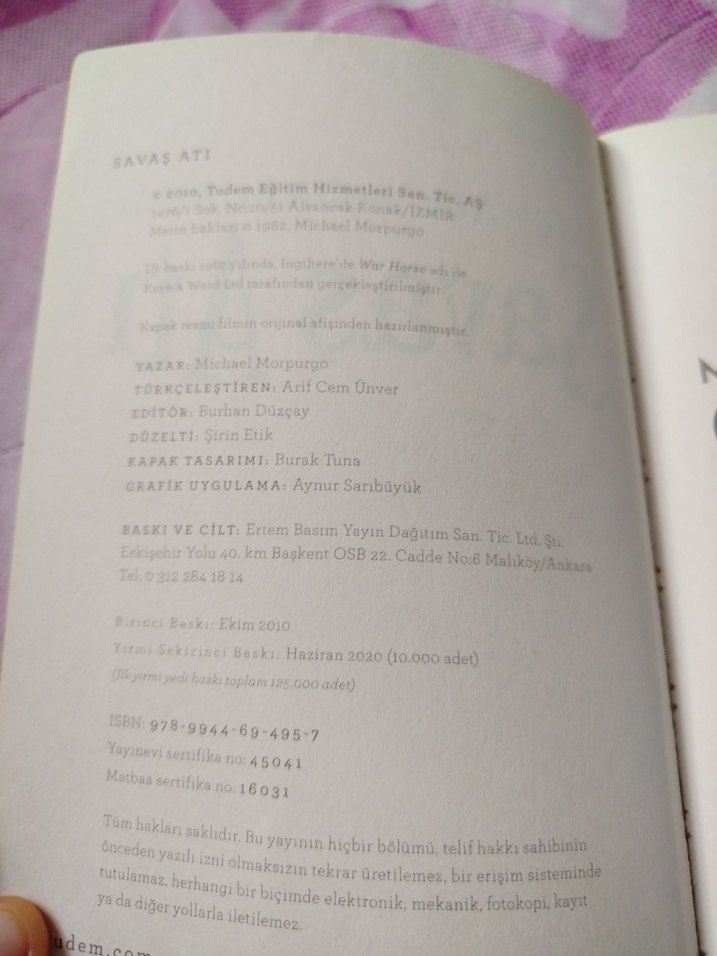 SAVAŞ ATI
© 2010, Tudem Eğitim Hizmetleri San. Tic. AŞ
1476/1 Sok. No:10/51 Alsancak Konak/İZMİR
Metin hakları © 1982, Michael Morpurgo
İlk baskı 1982 yılında, İngiltere'de War Horse adı ile
Kaye & Ward Ltd tarafından gerçekleştirilmiştir.
Kapak resmi filmin orijinal afişinden hazırlanmıştır.
YAZAR: Michael Morpurgo
TÜRKÇELEŞTİREN: Arif Cem Ünver
EDİTÖR: Burhan Düzçay
DÜZELTİ: Şirin Etik
KAPAK TASARIMI: Burak Tuna
GRAFİK UYGULAMA: Aynur Sarıbüyük
BASKI VE CİLT: Ertem Basım Yayın Dağıtım San. Tic. Ltd. Şti.
Eskişehir Yolu 40. km Başkent OSB 22. Cadde No:6 Malıköy/Ankara
Tel: 0 312 284 18 14
Birinci Baskı: Ekim 2010
Yirmi Sekizinci Baskı: Haziran 2020 (10.000 adet)
(İlk yirmi yedi baskı toplam 125.000 adet)
ISBN: 978-9944-69-495-7
Yayınevi sertifika no: 45041
Matbaa sertifika no: 16031
Tüm hakları saklıdır. Bu yayının hiçbir bölümü, telif hakkı sahibinin
önceden yazılı izni olmaksızın tekrar üretilemez, bir erişim sisteminde
tutulamaz, herhangi bir biçimde elektronik, mekanik, fotokopi, kayıt
ya da diğer yollarla iletilemez.
udem.com